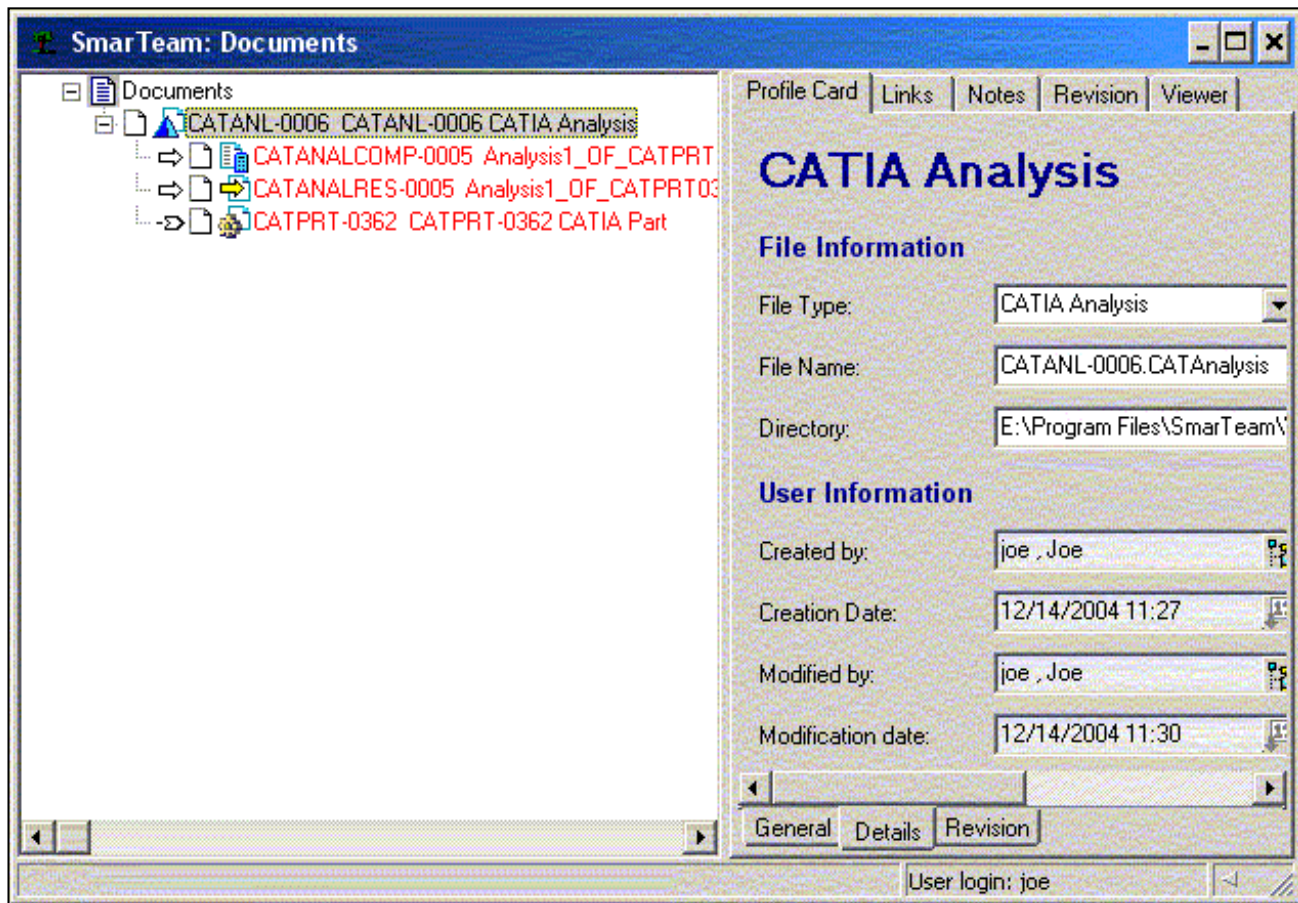 SmarTeam: Documents
Documents
CATANL-0006 CATANL-0006 CATIA Analysis
CATANALCOMP-0005 Analysis1_OF_CATPRT
CATANALRES-0005 Analysis1_OF_CATPRT03
CATPRT-0362 CATPRT-0362 CATIA Part
Profile Card Links Notes Revision Viewer
CATIA Analysis
File Information
File Type: CATIA Analysis
File Name: CATANL-0006.CATAnalysis
Directory: E:\Program Files\SmarTeam\
User Information
Created by: joe , Joe
Creation Date: 12/14/2004 11:27
Modified by: joe , Joe
Modification date: 12/14/2004 11:30
General Details Revision
User login: joe